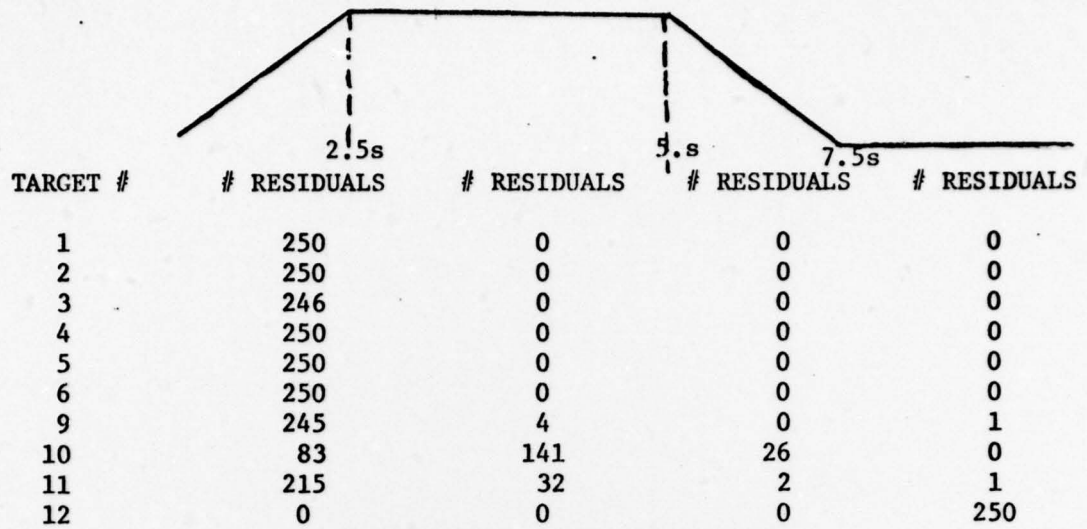 2.5s 5.s 7.5s
TARGET # # RESIDUALS # RESIDUALS # RESIDUALS # RESIDUALS
1 250 0 0 0
2 250 0 0 0
3 246 0 0 0
4 250 0 0 0
5 250 0 0 0
6 250 0 0 0
9 245 4 0 1
10 83 141 26 0
11 215 32 2 1
12 0 0 0 250